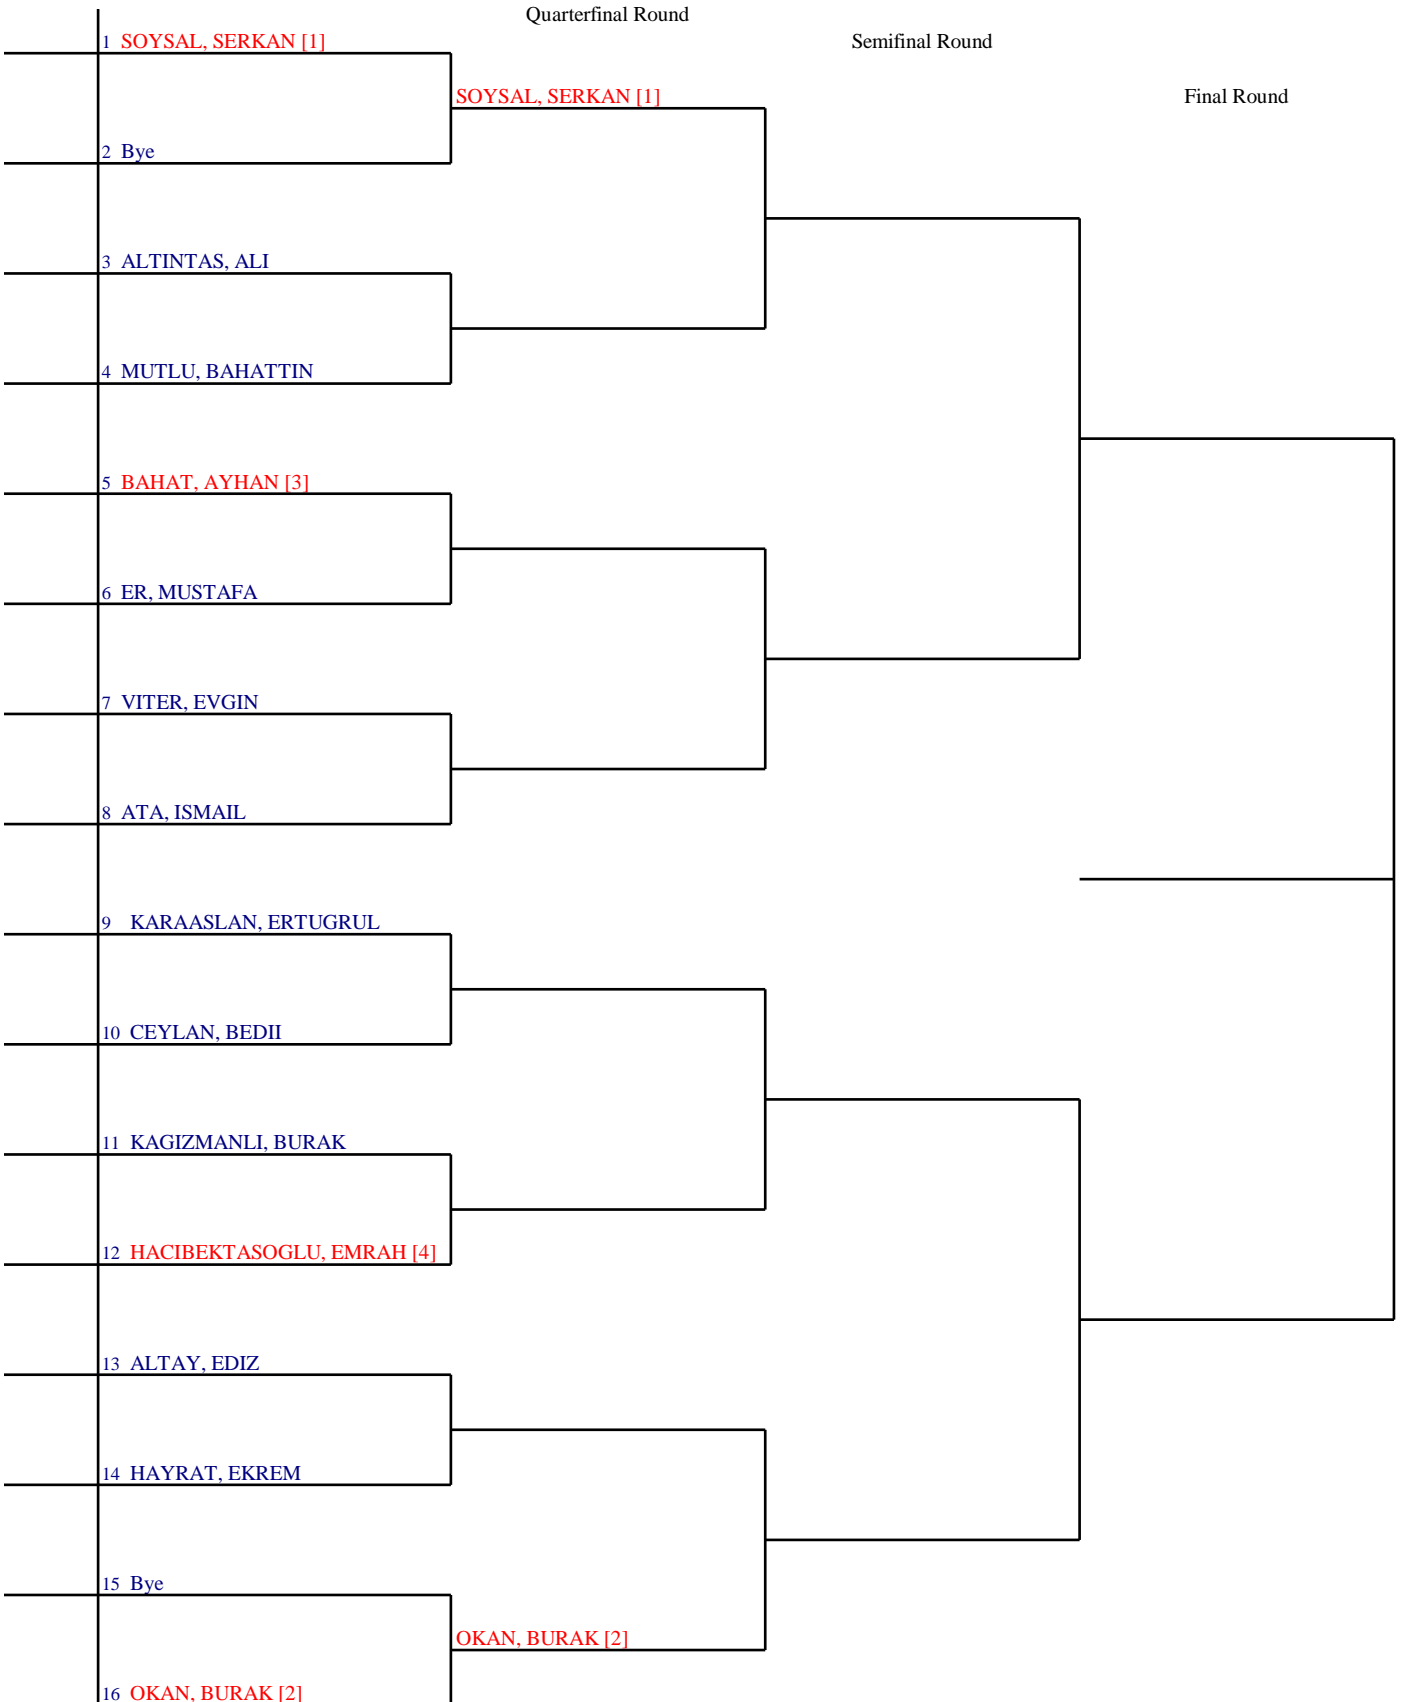 Quarterfinal Round
1 SOYSAL, SERKAN [1]
Semifinal Round
SOYSAL, SERKAN [1]
Final Round
2 Bye
3 ALTINTAS, ALI
4 MUTLU, BAHATTIN
5 BAHAT, AYHAN [3]
6 ER, MUSTAFA
7 VITER, EVGIN
8 ATA, ISMAIL
9 KARAASLAN, ERTUGRUL
10 CEYLAN, BEDII
11 KAGIZMANLI, BURAK
12 HACIBEKTASOGLU, EMRAH [4]
13 ALTAY, EDIZ
14 HAYRAT, EKREM
15 Bye
OKAN, BURAK [2]
16 OKAN, BURAK [2]